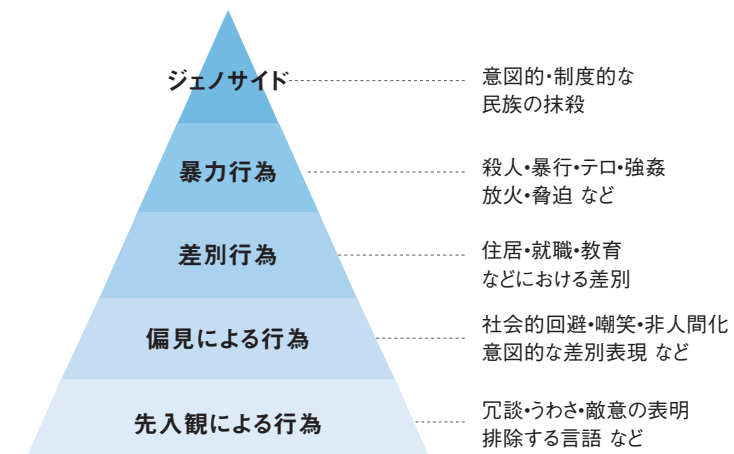 ジェノサイド
意図的・制度的な
民族の抹殺
暴力行為
殺人・暴行・テロ・強姦
放火・脅迫 など
差別行為
住居・就職・教育
などにおける差別
偏見による行為
社会的回避・嘲笑・非人間化
意図的な差別表現 など
先入観による行為
冗談・うわさ・敵意の表明
排除する言語 など